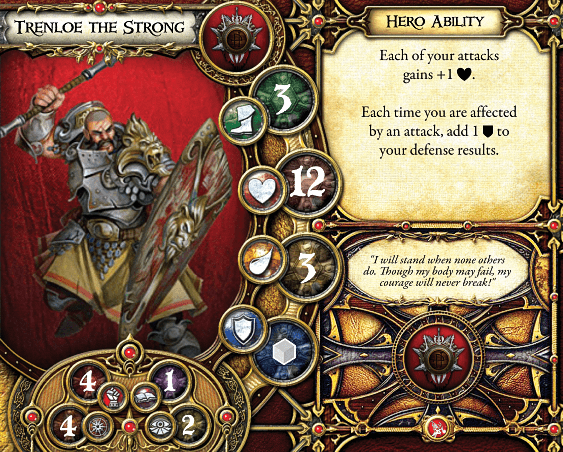 Trenloe the Strong
3
12
3
4
1
4
2
Hero Ability
Each of your attacks
gains +1 ♥.
Each time you are affected
by an attack, add 1 to
your defense results.
"I will stand when none others
do. Though my body may fail, my
courage will never break!"